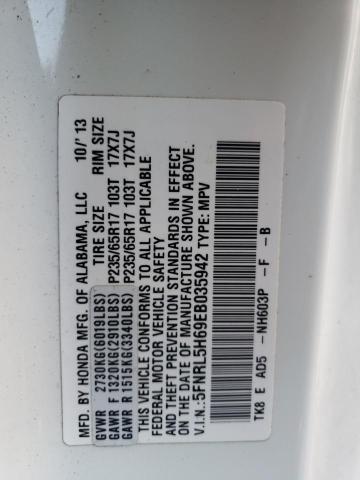 MFD. BY HONDA MFG. OF ALABAMA, LLC 10/ 13
TIRE SIZE RIM SIZE
GVWR 2730KG(6019LBS)
GAWR F 1320KG(2910LBS) P235/65R17 103T 17X7J
GAWR R 1515KG(3340LBS) P235/65R17 103T 17X7J
THIS VEHICLE CONFORMS TO ALL APPLICABLE
FEDERAL MOTOR VEHICLE SAFETY
AND THEFT PREVENTION STANDARDS IN EFFECT
ON THE DATE OF MANUFACTURE SHOWN ABOVE.
V.I.N.:5FNRL5H69EB035942 TYPE: MPV
TK8 E AD5 -NH603P -F -B